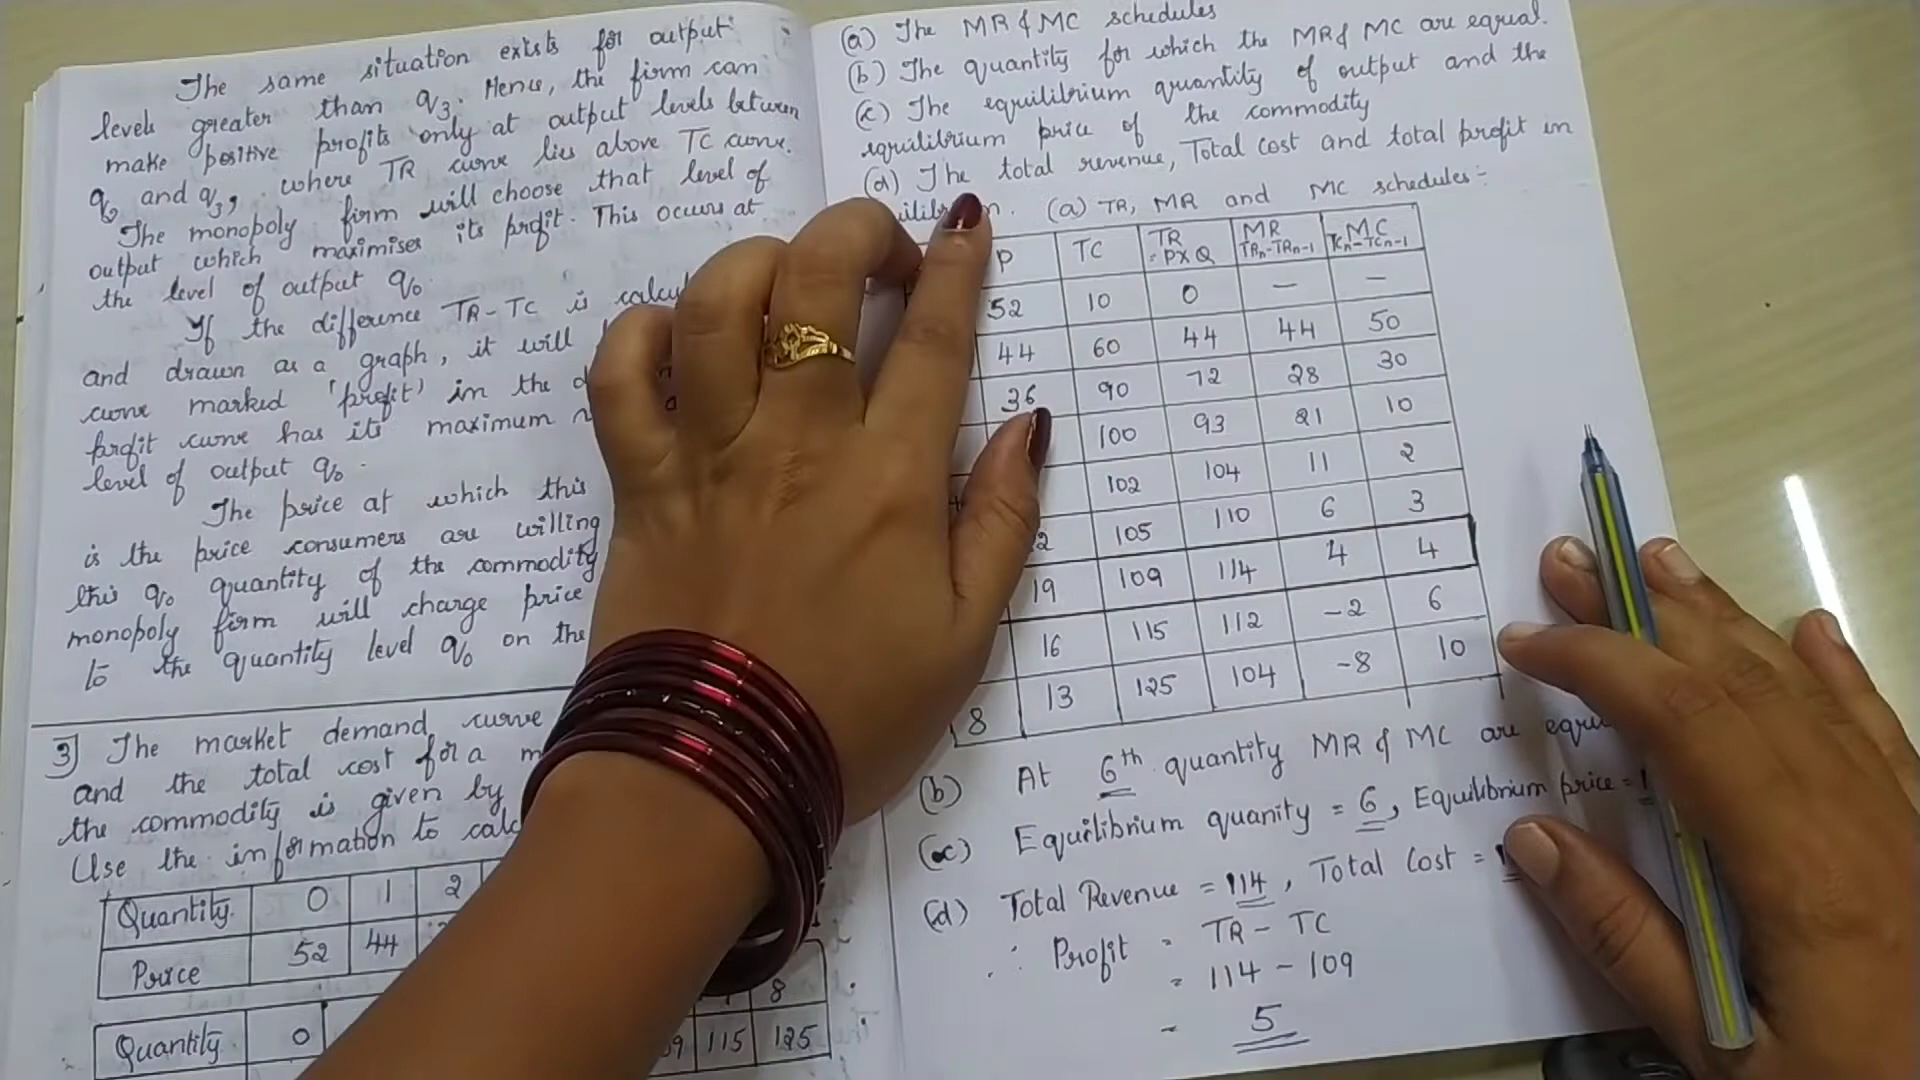 The same situation exists for output
levels greater than q3. Hence, the firm can
make positive profits only at output levels between
q and q3, where TR curve lies above TC curve.
The monopoly firm will choose that level of
output which maximises its profit. This occurs at
the level of output q0.
If the difference TR-TC is
and drawn as a graph, it will
curve marked 'profit' in the
profit curve has its maximum
level of output q0.
The price at which this
is the price consumers are willing
this q0 quantity of the commodity
monopoly firm will charge price
to the quantity level q0 on the
3] The market demand curve
and the total cost for a
the commodity is given by
Use the information to
Quantity 0 1 2
Price 52 44
8
Quantity 0 115 125
(a) The MR & MC schedules
(b) The quantity for which the MR & MC are equal.
(c) The equilibrium quantity of output and the
equilibrium price of the commodity
(d) The total revenue, Total cost and total profit in
(a) TR, MR and MC schedules:-
P TC TR = P×Q MR TRn-TRn-1 MC TCn-TCn-1
52 10 0 — —
44 60 44 44 50
36 90 72 28 30
100 93 21 10
102 104 11 2
105 110 6 3
19 109 114 4 4
16 115 112 -2 6
8 13 125 104 -8 10
(b) At 6th quantity MR & MC are
(c) Equilibrium quanity = 6, Equilibrium price =
(d) Total Revenue = 114, Total Cost =
∴ Profit = TR - TC
= 114 - 109
= 5